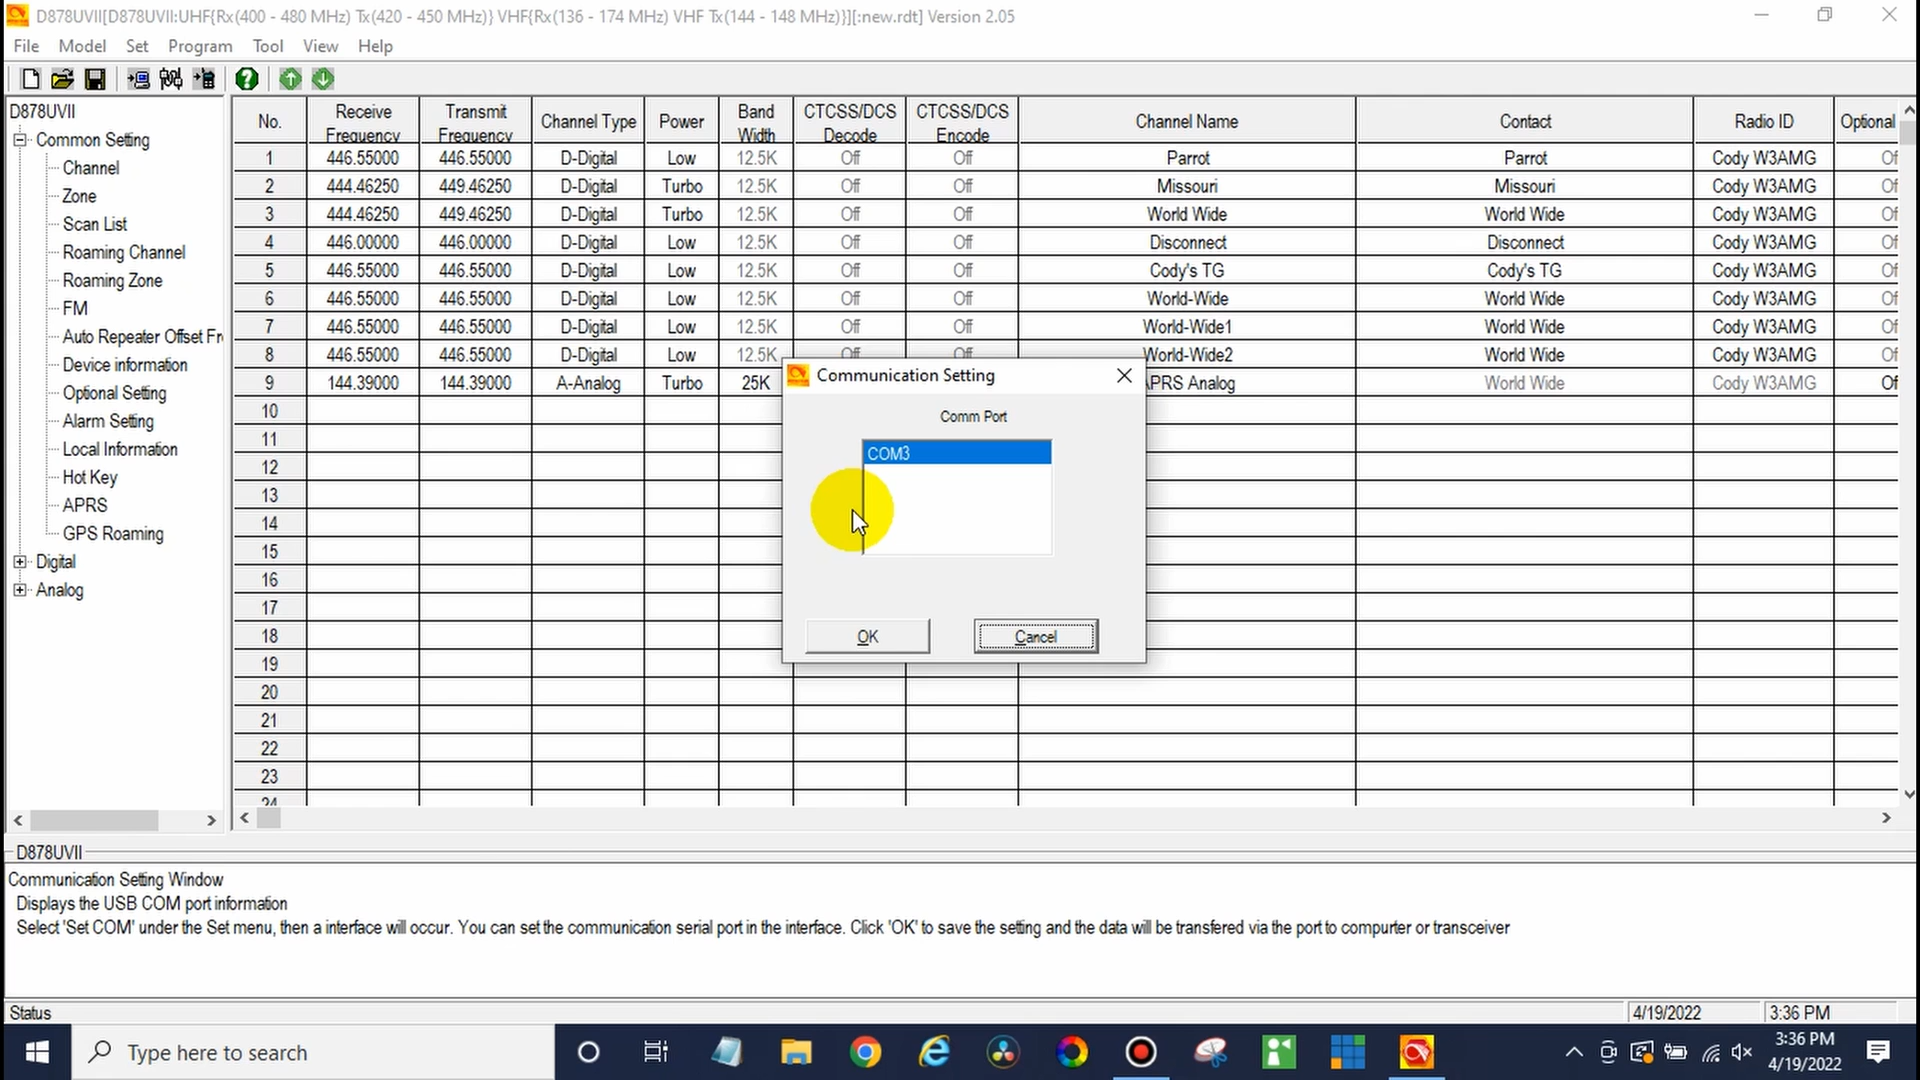 D878UVII[D878UVII:UHF{Rx(400 - 480 MHz) Tx(420 - 450 MHz)} VHF{Rx(136 - 174 MHz) VHF Tx(144 - 148 MHz)}][:new.rdt] Version 2.05
File Model Set Program Tool View Help
D878UVII
Common Setting
Channel
Zone
Scan List
Roaming Channel
Roaming Zone
FM
Auto Repeater Offset Fr
Device information
Optional Setting
Alarm Setting
Local Information
Hot Key
APRS
GPS Roaming
Digital
Analog
No. Receive Frequency Transmit Frequency Channel Type Power Band Width CTCSS/DCS Decode CTCSS/DCS Encode Channel Name Contact Radio ID Optional
1 446.55000 446.55000 D-Digital Low 12.5K Off Off Parrot Parrot Cody W3AMG Of
2 444.46250 449.46250 D-Digital Turbo 12.5K Off Off Missouri Missouri Cody W3AMG Of
3 444.46250 449.46250 D-Digital Turbo 12.5K Off Off World Wide World Wide Cody W3AMG Of
4 446.00000 446.00000 D-Digital Low 12.5K Off Off Disconnect Disconnect Cody W3AMG Of
5 446.55000 446.55000 D-Digital Low 12.5K Off Off Cody's TG Cody's TG Cody W3AMG Of
6 446.55000 446.55000 D-Digital Low 12.5K Off Off World-Wide World Wide Cody W3AMG Of
7 446.55000 446.55000 D-Digital Low 12.5K Off Off World-Wide1 World Wide Cody W3AMG Of
8 446.55000 446.55000 D-Digital Low 12.5K Off Off World-Wide2 World Wide Cody W3AMG Of
9 144.39000 144.39000 A-Analog Turbo 25K PRS Analog World Wide Cody W3AMG Of
10
11
12
13
14
15
16
17
18
19
20
21
22
23
24
Communication Setting
Comm Port
COM3
OK Cancel
D878UVII
Communication Setting Window
Displays the USB COM port information
Select 'Set COM' under the Set menu, then a interface will occur. You can set the communication serial port in the interface. Click 'OK' to save the setting and the data will be transfered via the port to compurter or transceiver
Status 4/19/2022 3:36 PM
Type here to search
3:36 PM
4/19/2022